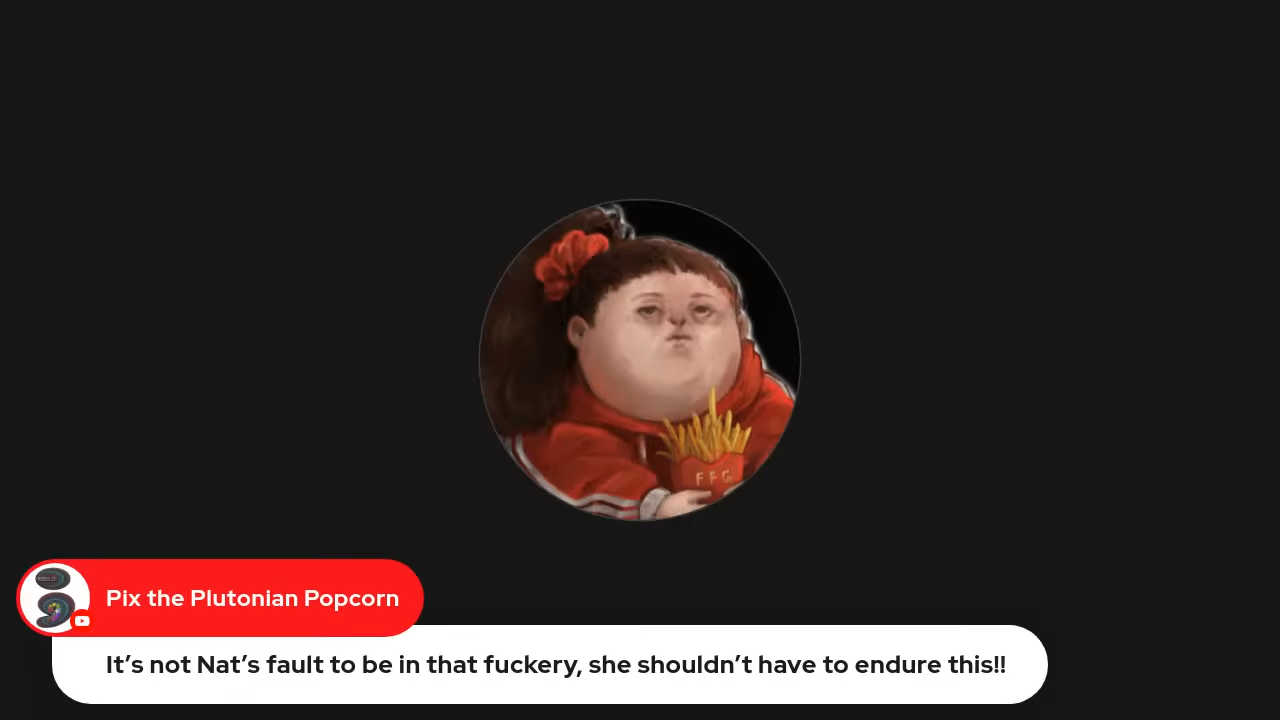 FFG
Pix the Plutonian Popcorn
It’s not Nat’s fault to be in that fuckery, she shouldn’t have to endure this!!